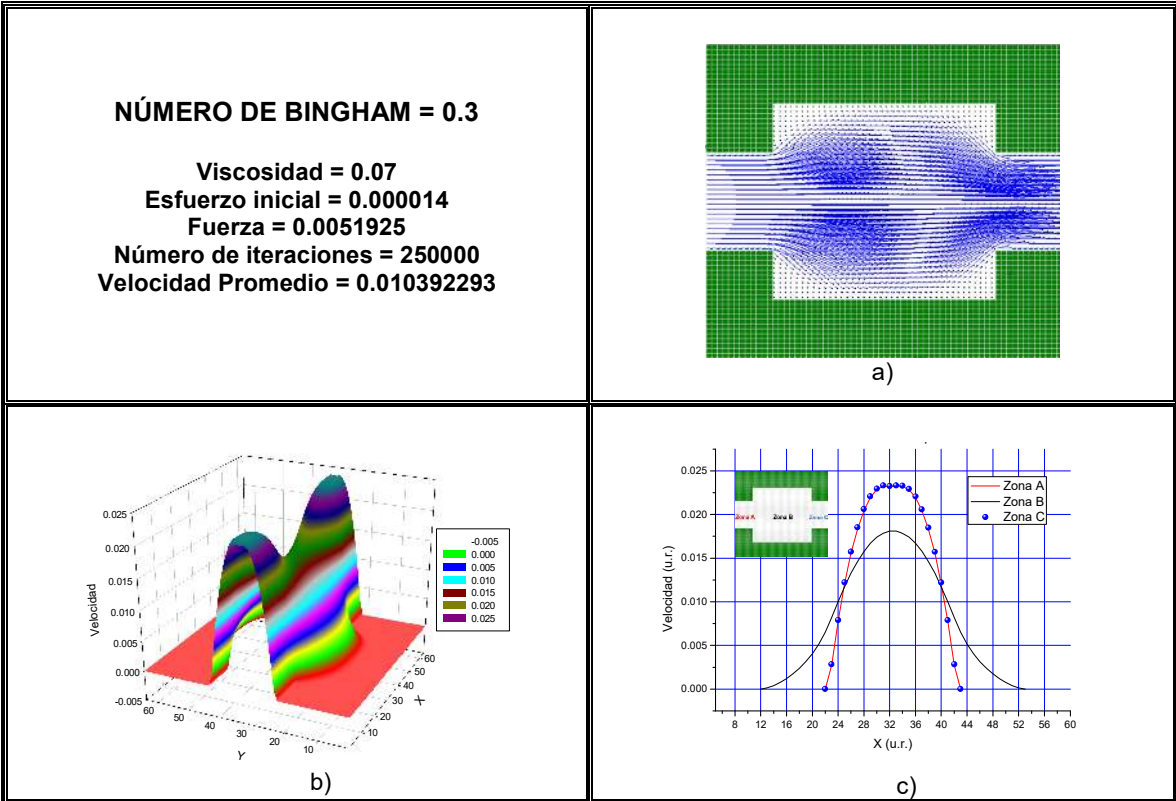 NÚMERO DE BINGHAM = 0.3
Viscosidad = 0.07
Esfuerzo inicial = 0.000014
Fuerza = 0.0051925
Número de iteraciones = 250000
Velocidad Promedio = 0.010392293
a)
0.025
0.020
0.015
0.010
0.005
0.000
-0.005
Velocidad
60
50
40
30
20
10
Y
10
20
30
40
50
60
X
-0.005
0.000
0.005
0.010
0.015
0.020
0.025
b)
0.025
0.020
0.015
0.010
0.005
0.000
Velocidad (u.r.)
Zona A
Zona B
Zona C
Zona A
Zona B
Zona C
8 12 16 20 24 28 32 36 40 44 48 52 56 60
X (u.r.)
c)